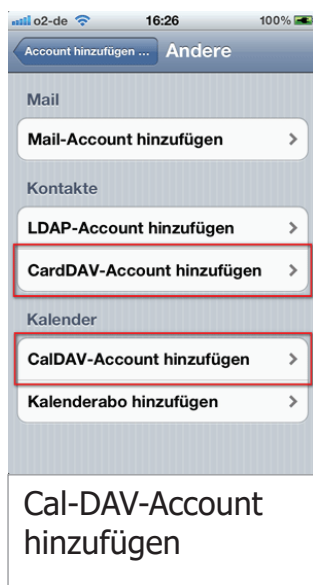 o2-de 16:26 100%
Account hinzufügen ... Andere
Mail
Mail-Account hinzufügen
Kontakte
LDAP-Account hinzufügen
CardDAV-Account hinzufügen
Kalender
CalDAV-Account hinzufügen
Kalenderabo hinzufügen
Cal-DAV-Account
hinzufügen